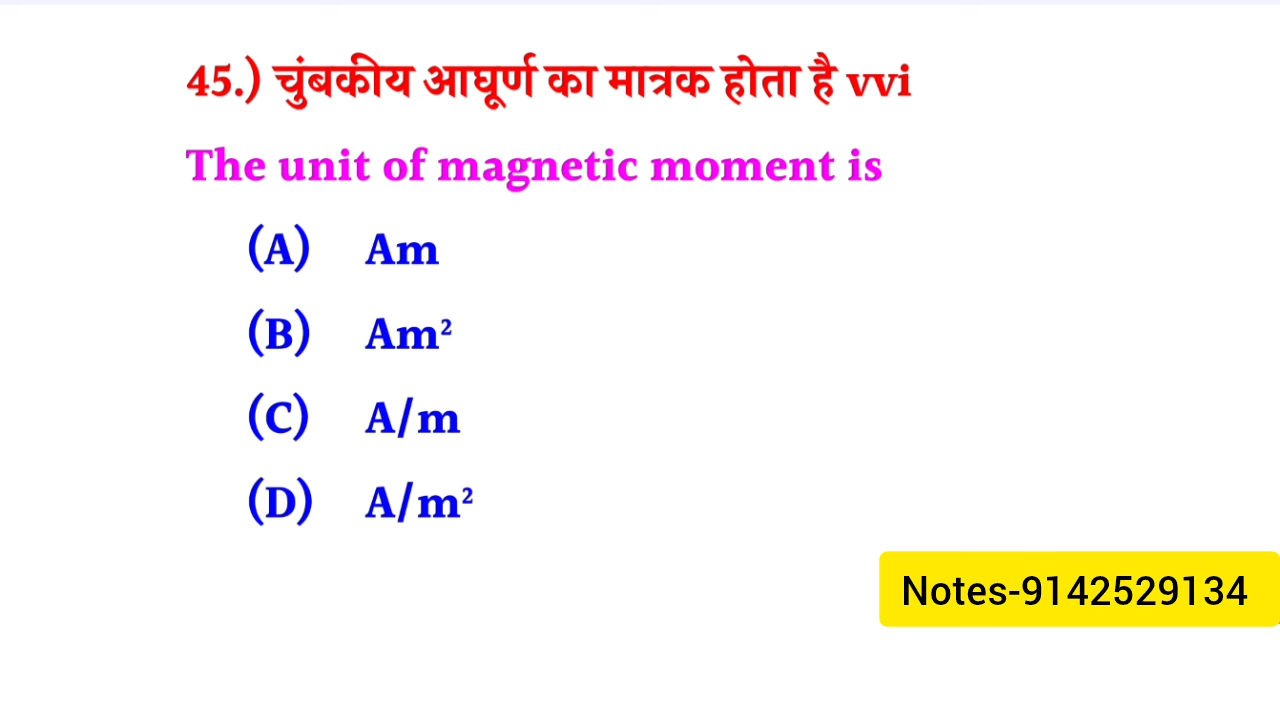 45.) चुंबकीय आघूर्ण का मात्रक होता है vvi
The unit of magnetic moment is
(A) Am
(B) Am²
(C) A/m
(D) A/m²
Notes-9142529134